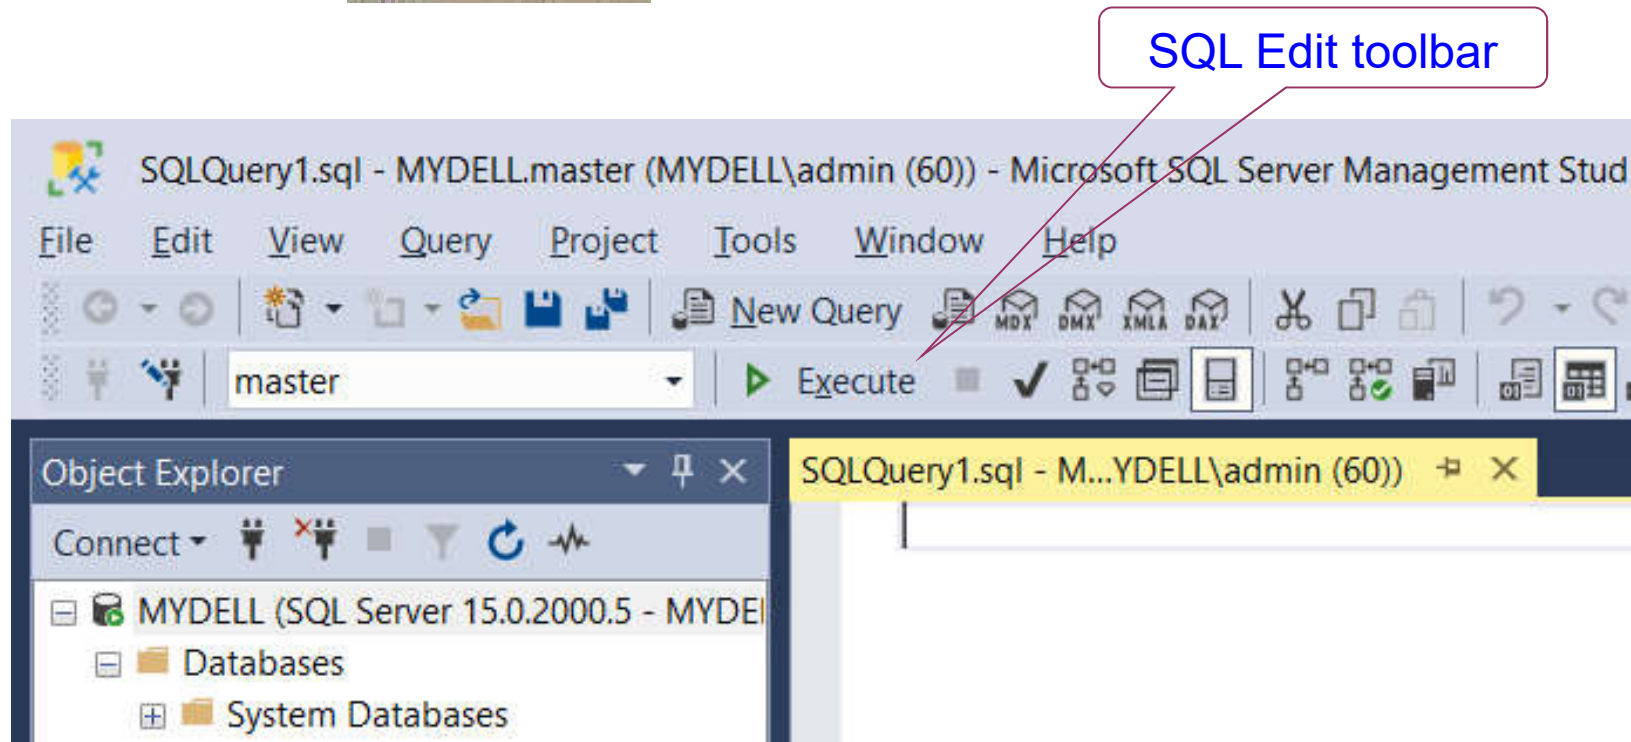 SQL Edit toolbar
SQLQuery1.sql - MYDELL.master (MYDELL\admin (60)) - Microsoft SQL Server Management Stud
File Edit View Query Project Tools Window Help
New Query MDX DMX XMLA DAX
master Execute
Object Explorer
SQLQuery1.sql - M...YDELL\admin (60))
Connect
MYDELL (SQL Server 15.0.2000.5 - MYDEL
Databases
System Databases